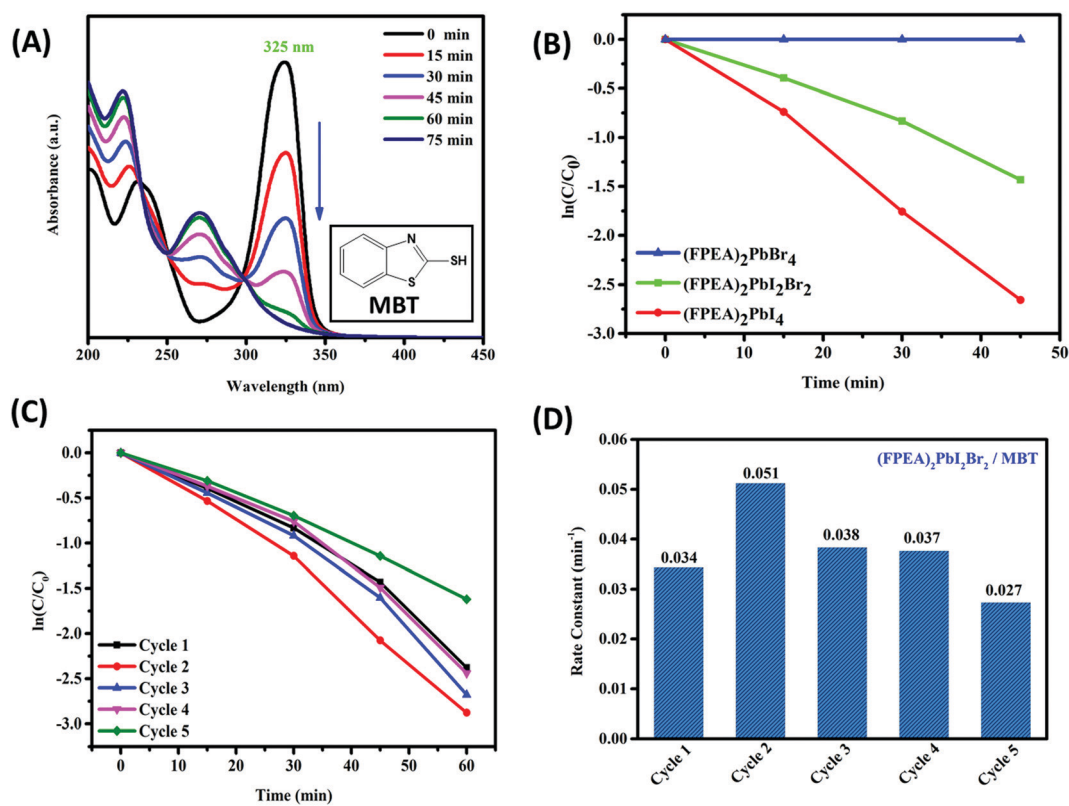 (A)
325 nm
0 min
15 min
30 min
45 min
60 min
75 min
N
SH
S
MBT
Absorbance (a.u.)
200 250 300 350 400 450
Wavelength (nm)
(B)
0.0
-0.5
-1.0
-1.5
-2.0
-2.5
-3.0
ln(C/C₀)
(FPEA)₂PbBr₄
(FPEA)₂PbI₂Br₂
(FPEA)₂PbI₄
0 10 20 30 40 50
Time (min)
(C)
0.0
-0.5
-1.0
-1.5
-2.0
-2.5
-3.0
ln(C/C₀)
Cycle 1
Cycle 2
Cycle 3
Cycle 4
Cycle 5
0 10 20 30 40 50 60
Time (min)
(D)
(FPEA)₂PbI₂Br₂ / MBT
0.06
0.05
0.04
0.03
0.02
0.01
0.00
Rate Constant (min⁻¹)
0.034
0.051
0.038
0.037
0.027
Cycle 1
Cycle 2
Cycle 3
Cycle 4
Cycle 5